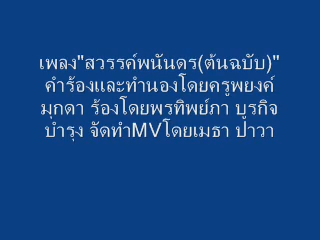 เพลง"สวรรค์พนันดร(ต้นฉบับ)"
คำร้องและทำนองโดยครูพยงค์
มุกดา ร้องโดยพรทิพย์ภา บูรกิจ
บำรุง จัดทำMVโดยเมธา ปาวา